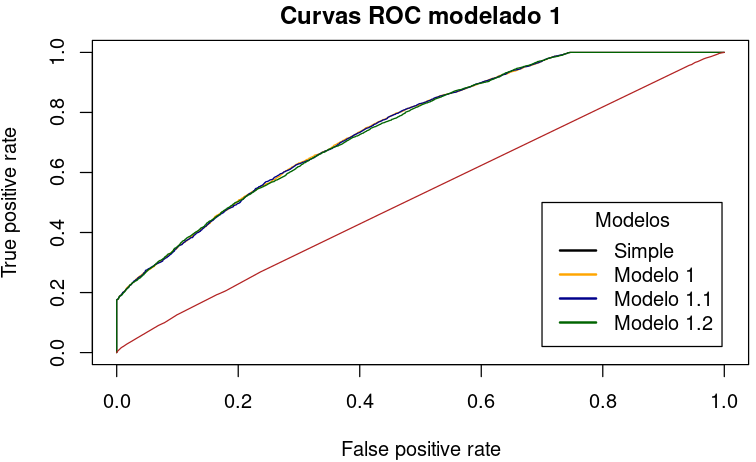 Curvas ROC modelado 1
True positive rate
1.0
0.8
0.6
0.4
0.2
0.0
Modelos
Simple
Modelo 1
Modelo 1.1
Modelo 1.2
0.0 0.2 0.4 0.6 0.8 1.0
False positive rate